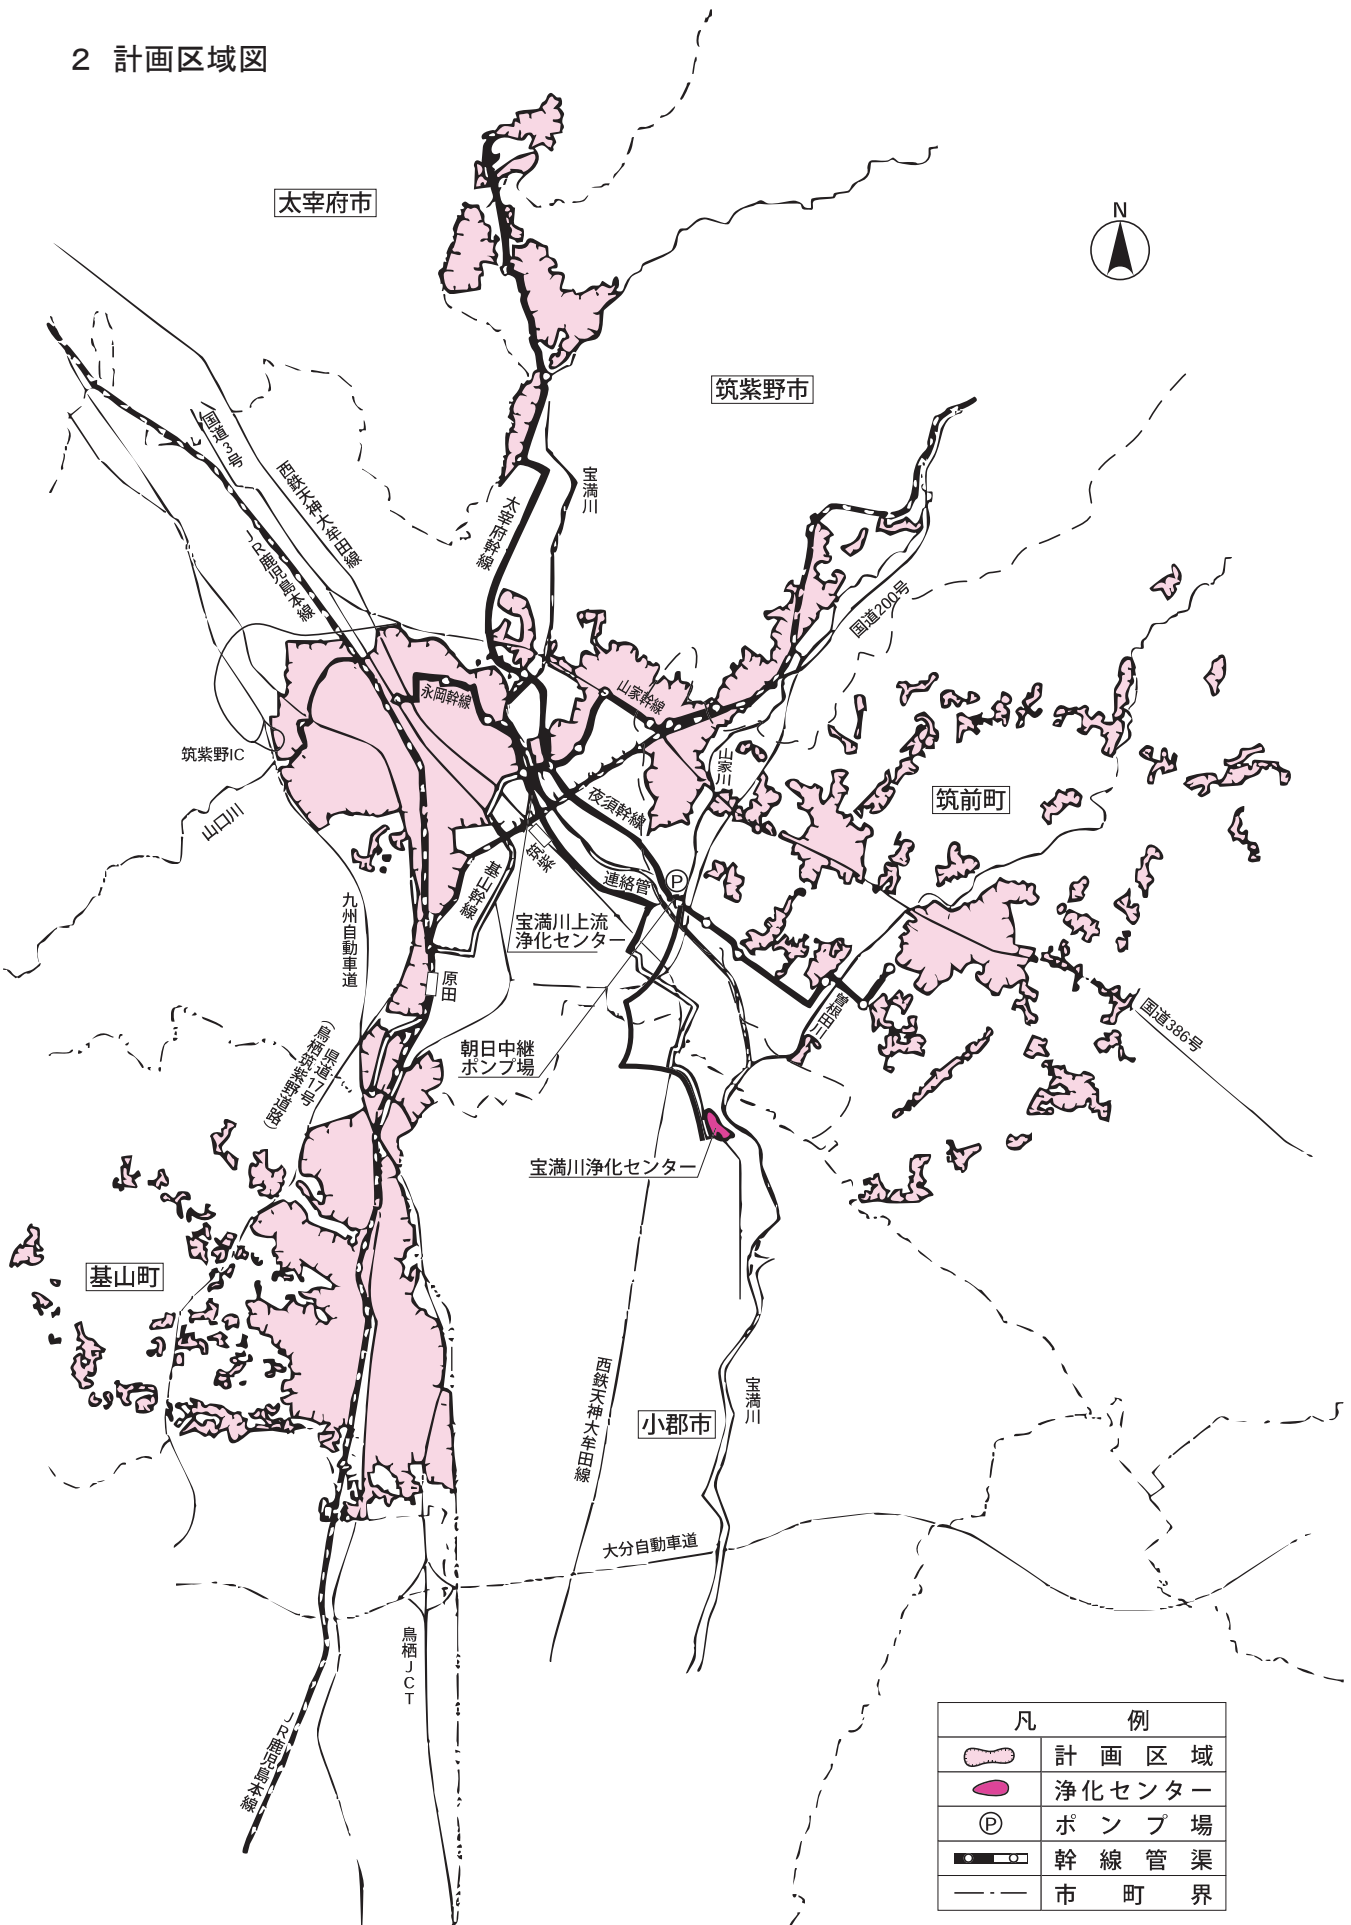 2 計画区域図
太宰府市
N
筑紫野市
国道3号
西鉄天神大牟田線
宝満川
太宰府幹線
JR鹿児島本線
国道200号
永岡幹線
山家幹線
筑紫野IC
山家川
山口川
夜須幹線
筑前町
筑紫
基山幹線
連絡管
P
九州自動車道
宝満川上流
浄化センター
原田
曽根田川
国道386号
朝日中継
ポンプ場
県道17号
(鳥栖筑紫野道路)
宝満川浄化センター
基山町
西鉄天神大牟田線
宝満川
小郡市
大分自動車道
鳥栖JCT
JR鹿児島本線
凡例
計画区域
浄化センター
P ポンプ場
幹線管渠
市町界